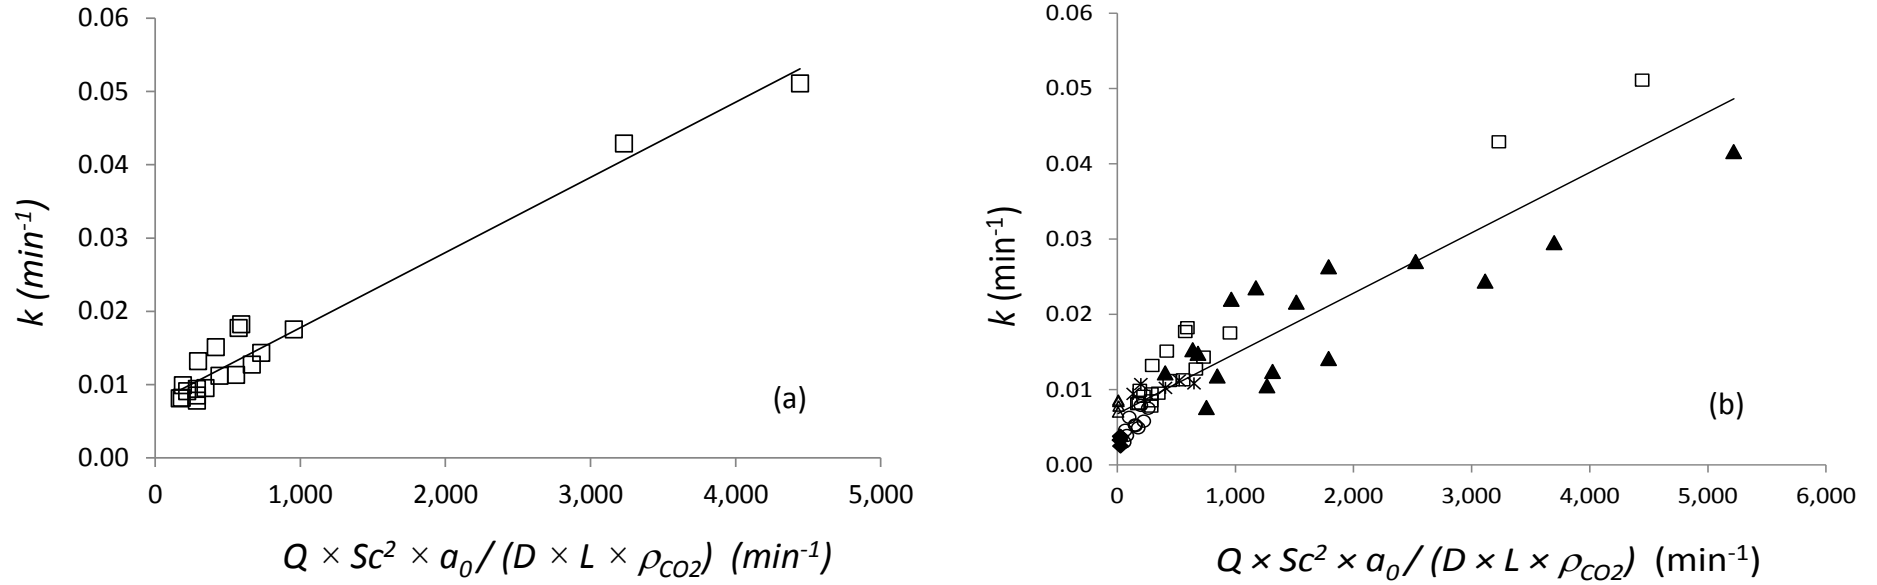 0.06
0.05
0.04
0.03
0.02
0.01
0.00
k (min⁻¹)
0 1,000 2,000 3,000 4,000 5,000
Q × Sc² × a₀ / (D × L × ρ_CO2) (min⁻¹)
(a)
0.06
0.05
0.04
0.03
0.02
0.01
0.00
k (min⁻¹)
0 1,000 2,000 3,000 4,000 5,000 6,000
Q × Sc² × a₀ / (D × L × ρ_CO2) (min⁻¹)
(b)